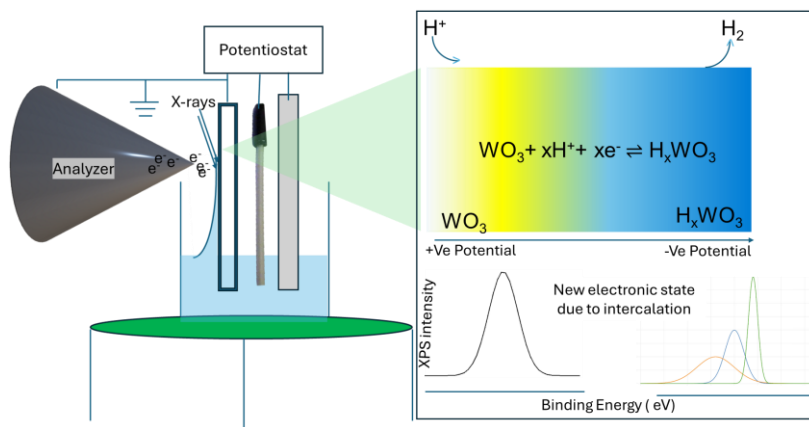 Potentiostat
X-rays
Analyzer
e⁻
e⁻
e⁻
e⁻
e⁻
e⁻
H⁺
H₂
WO₃+ xH⁺+ xe⁻ ⇌ HₓWO₃
WO₃
HₓWO₃
+Ve Potential
-Ve Potential
XPS intensity
New electronic state
due to intercalation
Binding Energy ( eV)